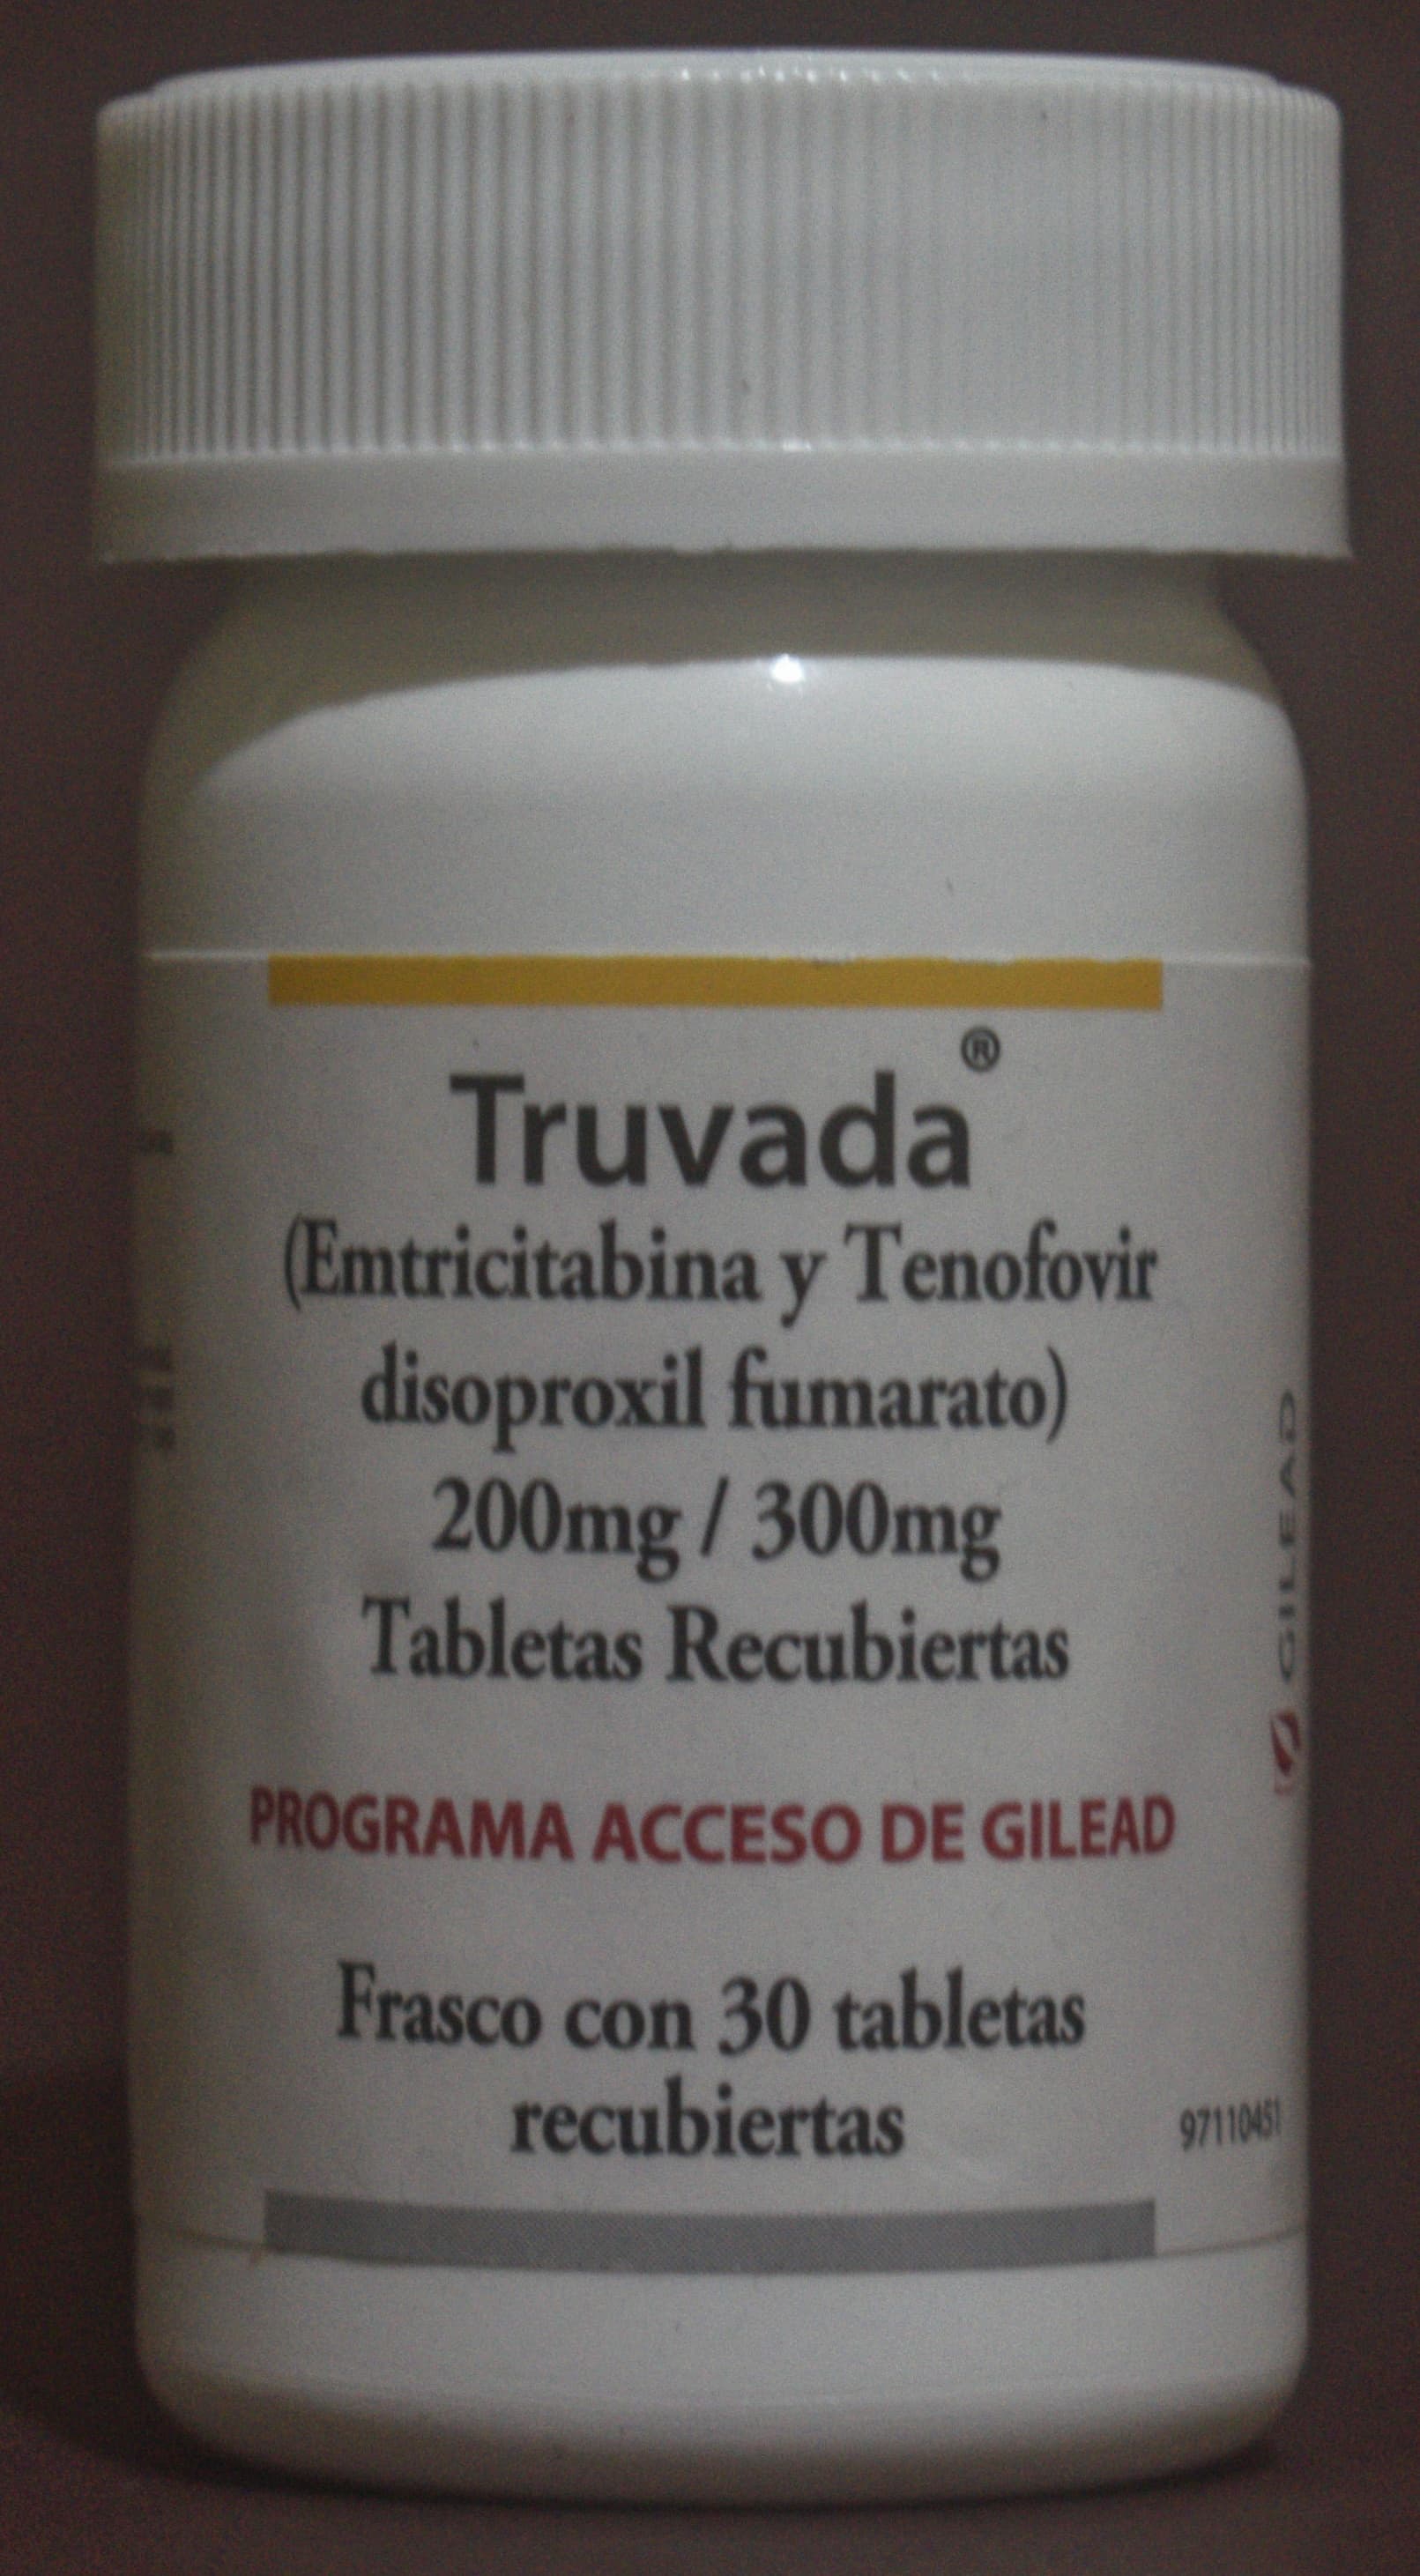 Truvada®
(Emtricitabina y Tenofovir
disoproxil fumarato)
200mg / 300mg
Tabletas Recubiertas
PROGRAMA ACCESO DE GILEAD
Frasco con 30 tabletas
recubiertas
97110451
GILEAD